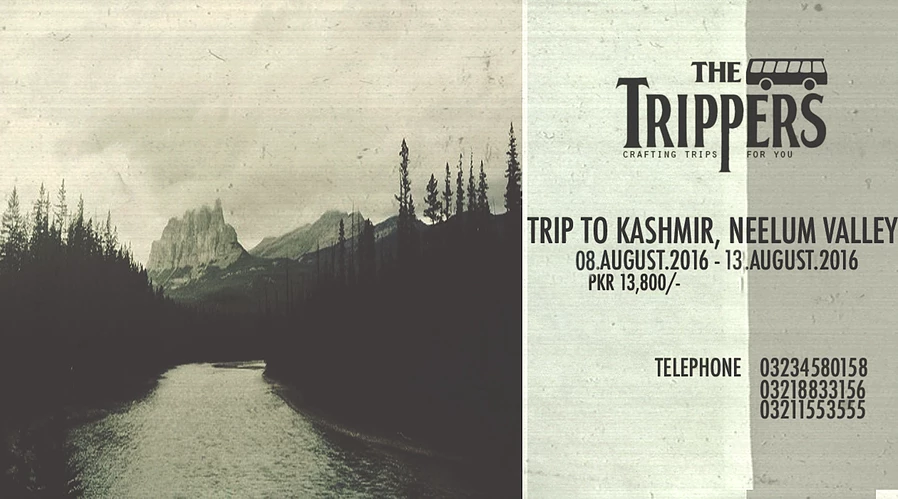 THE
TRIPPERS
CRAFTING TRIPS FOR YOU
TRIP TO KASHMIR, NEELUM VALLEY
08.AUGUST.2016 - 13.AUGUST.2016
PKR 13,800/-
TELEPHONE 03234580158
03218833156
03211553555